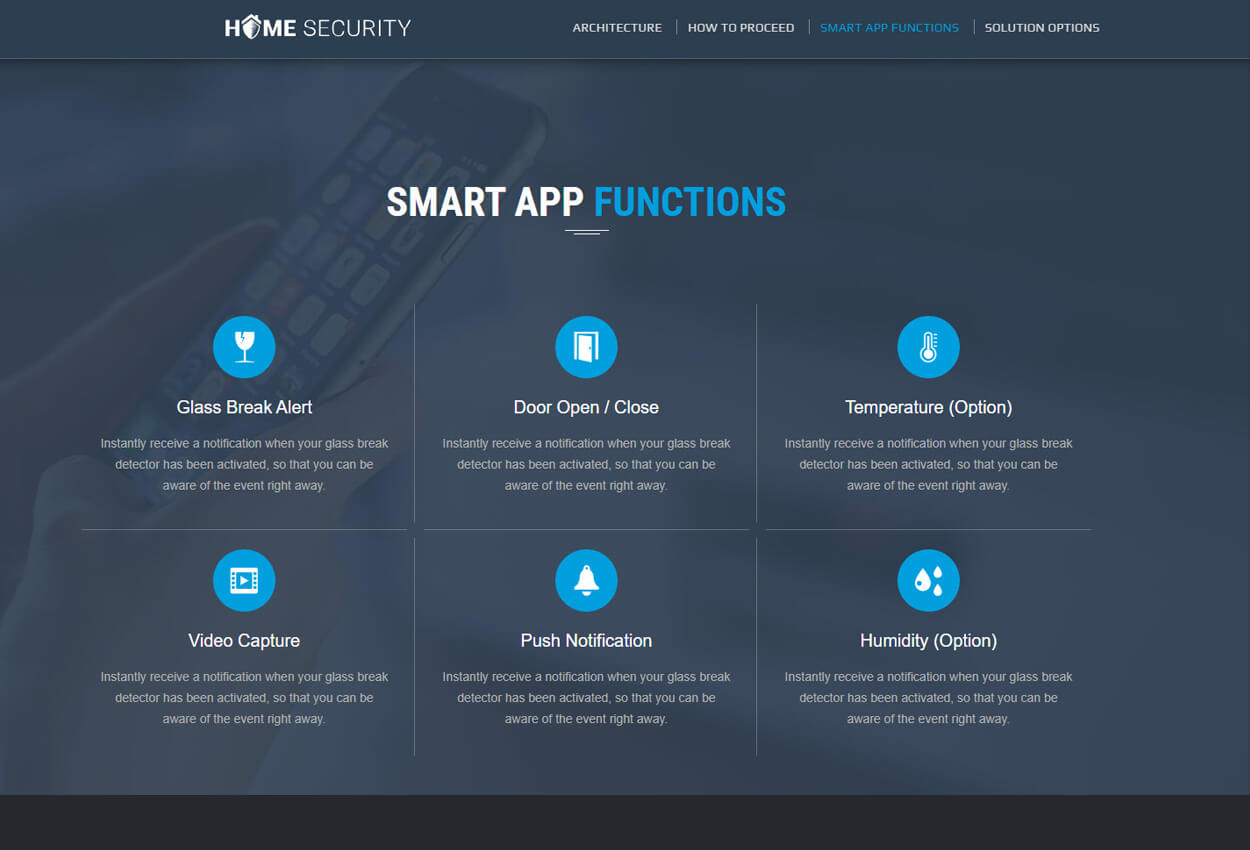 HOME SECURITY
ARCHITECTURE
HOW TO PROCEED
SMART APP FUNCTIONS
SOLUTION OPTIONS
SMART APP FUNCTIONS
Glass Break Alert
Instantly receive a notification when your glass break
detector has been activated, so that you can be
aware of the event right away.
Door Open / Close
Instantly receive a notification when your glass break
detector has been activated, so that you can be
aware of the event right away.
Temperature (Option)
Instantly receive a notification when your glass break
detector has been activated, so that you can be
aware of the event right away.
Video Capture
Instantly receive a notification when your glass break
detector has been activated, so that you can be
aware of the event right away.
Push Notification
Instantly receive a notification when your glass break
detector has been activated, so that you can be
aware of the event right away.
Humidity (Option)
Instantly receive a notification when your glass break
detector has been activated, so that you can be
aware of the event right away.